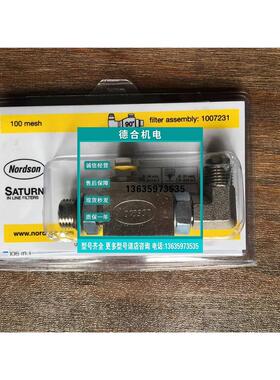 100 mesh
90°
filter assembly: 1007231
Nordson
SATURN
IN LINE FILTERS
www.nor
德合机电
诚信经营
售后保障
现货秒发
质保一年
13635973535
型号齐全 更多型号请店咨询 电话:13635973535